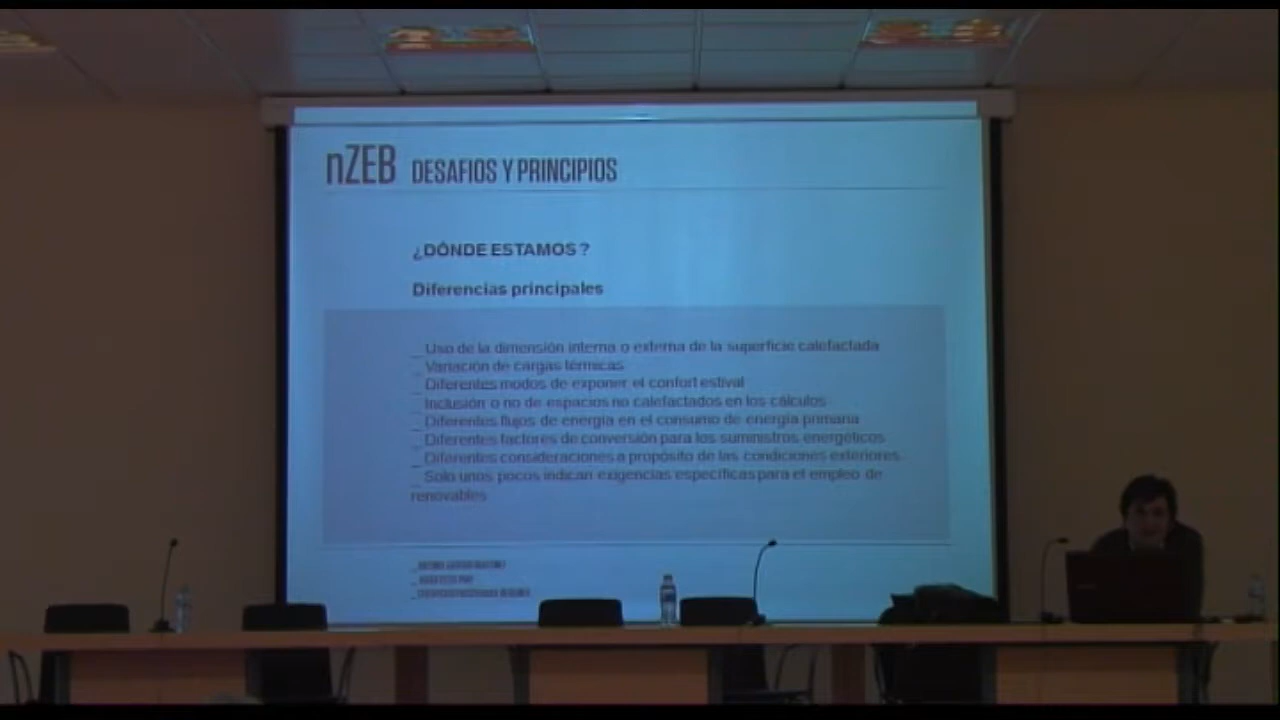 nZEB DESAFIOS Y PRINCIPIOS
¿DÓNDE ESTAMOS ?
Diferencias principales
_ Uso de la dimensión interna o externa de la superficie calefactada
_ Variación de cargas térmicas
_ Diferentes modos de exponer el confort estival
_ Inclusión o no de espacios no calefactados en los cálculos
_ Diferentes flujos de energía en el consumo de energía primaria
_ Diferentes factores de conversión para los suministros energéticos
_ Diferentes consideraciones a propósito de las condiciones exteriores
_ Solo unos pocos indican exigencias específicas para el empleo de
renovables